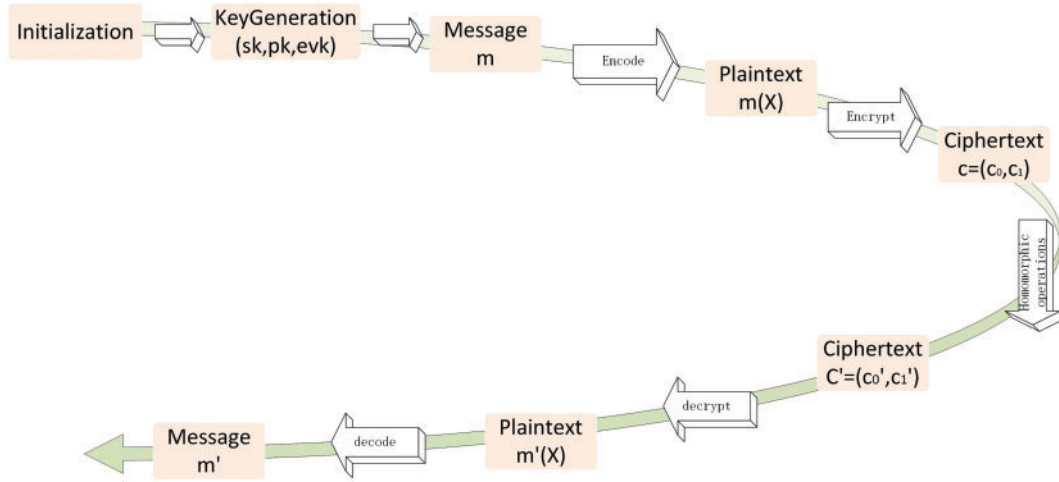 Initialization
KeyGeneration
(sk,pk,evk)
Message
m
Encode
Plaintext
m(X)
Encrypt
Ciphertext
c=(c₀,c₁)
Homomorphic
operations
Ciphertext
C'=(c₀',c₁')
decrypt
Plaintext
m'(X)
decode
Message
m'